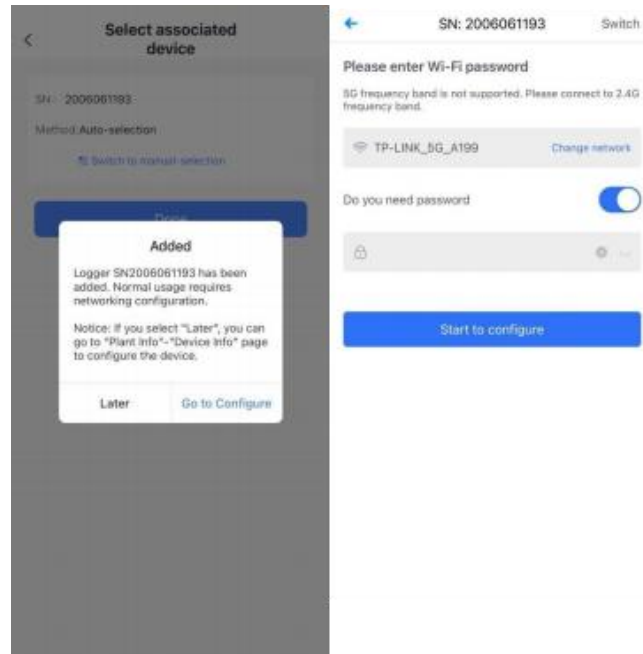 Select associated
device
SN: 2006061193
Method: Auto-selection
Switch to manual-selection
Done
Added
Logger SN2006061193 has been
added. Normal usage requires
networking configuration.
Notice: If you select "Later", you can
go to "Plant Info"-"Device Info" page
to configure the device.
Later
Go to Configure
SN: 2006061193
Switch
Please enter Wi-Fi password
5G frequency band is not supported. Please connect to 2.4G
frequency band.
TP-LINK_5G_A199
Change network
Do you need password
Start to configure